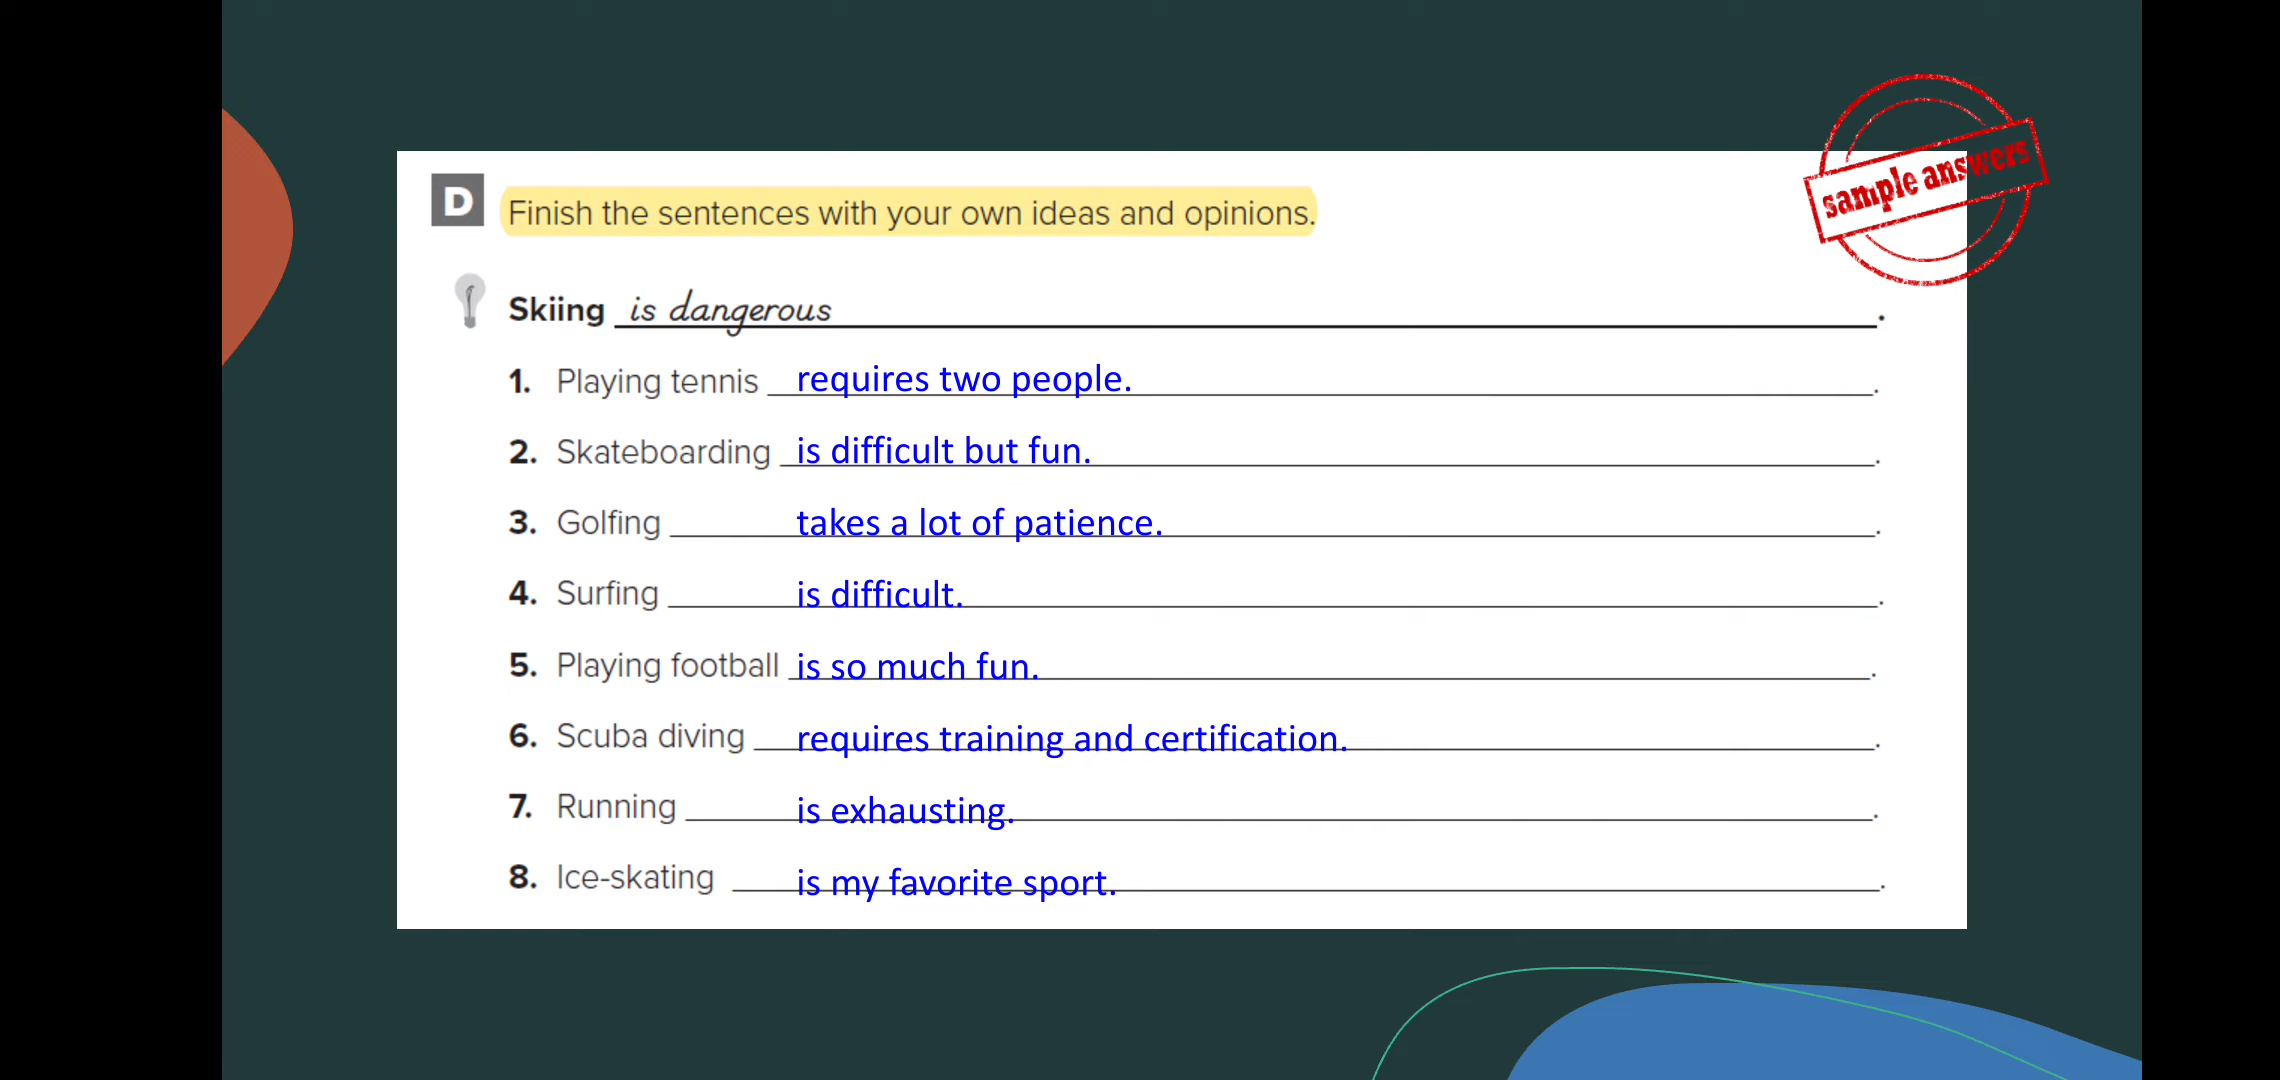 sample answers
D Finish the sentences with your own ideas and opinions.
Skiing is dangerous.
1. Playing tennis requires two people. .
2. Skateboarding is difficult but fun. .
3. Golfing takes a lot of patience. .
4. Surfing is difficult. .
5. Playing football is so much fun. .
6. Scuba diving requires training and certification. .
7. Running is exhausting. .
8. Ice-skating is my favorite sport. .